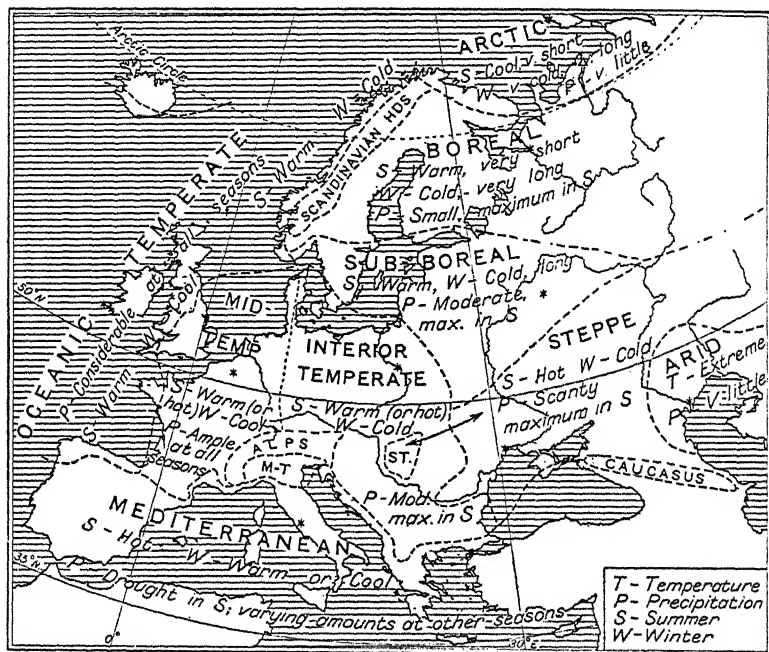 Arctic Circle
ARCTIC
S-Cool, v. short
W-v. cold, v. long
P-v. little
W-Cold
S-Warm
SCANDINAVIAN HDS
BOREAL
S-Warm, very short
W-Cold,-very long
P-Small, maximum in S
OCEANIC TEMPERATE
P-Considerable at all seasons
S-Warm W-Cool
SUB-BOREAL
S-Warm, W-Cold, long
P-Moderate,
max. in S
50°N
MID
TEMP
S-Warm (or
hot) W-Cool
P-Ample
at all
seasons
INTERIOR
TEMPERATE
S-Warm (or hot)
W-Cold
P-Mod.
max. in S
STEPPE
S-Hot W-Cold
P-Scanty
maximum in S
ARID
T-Extreme
P-V. little
ALPS
M-T
ST.
CAUCASUS
MEDITERRANEAN
S-Hot W-Warm or Cool
P-Drought in S; varying amounts at other seasons
35°N
0°
30°E
T-Temperature
P-Precipitation
S-Summer
W-Winter